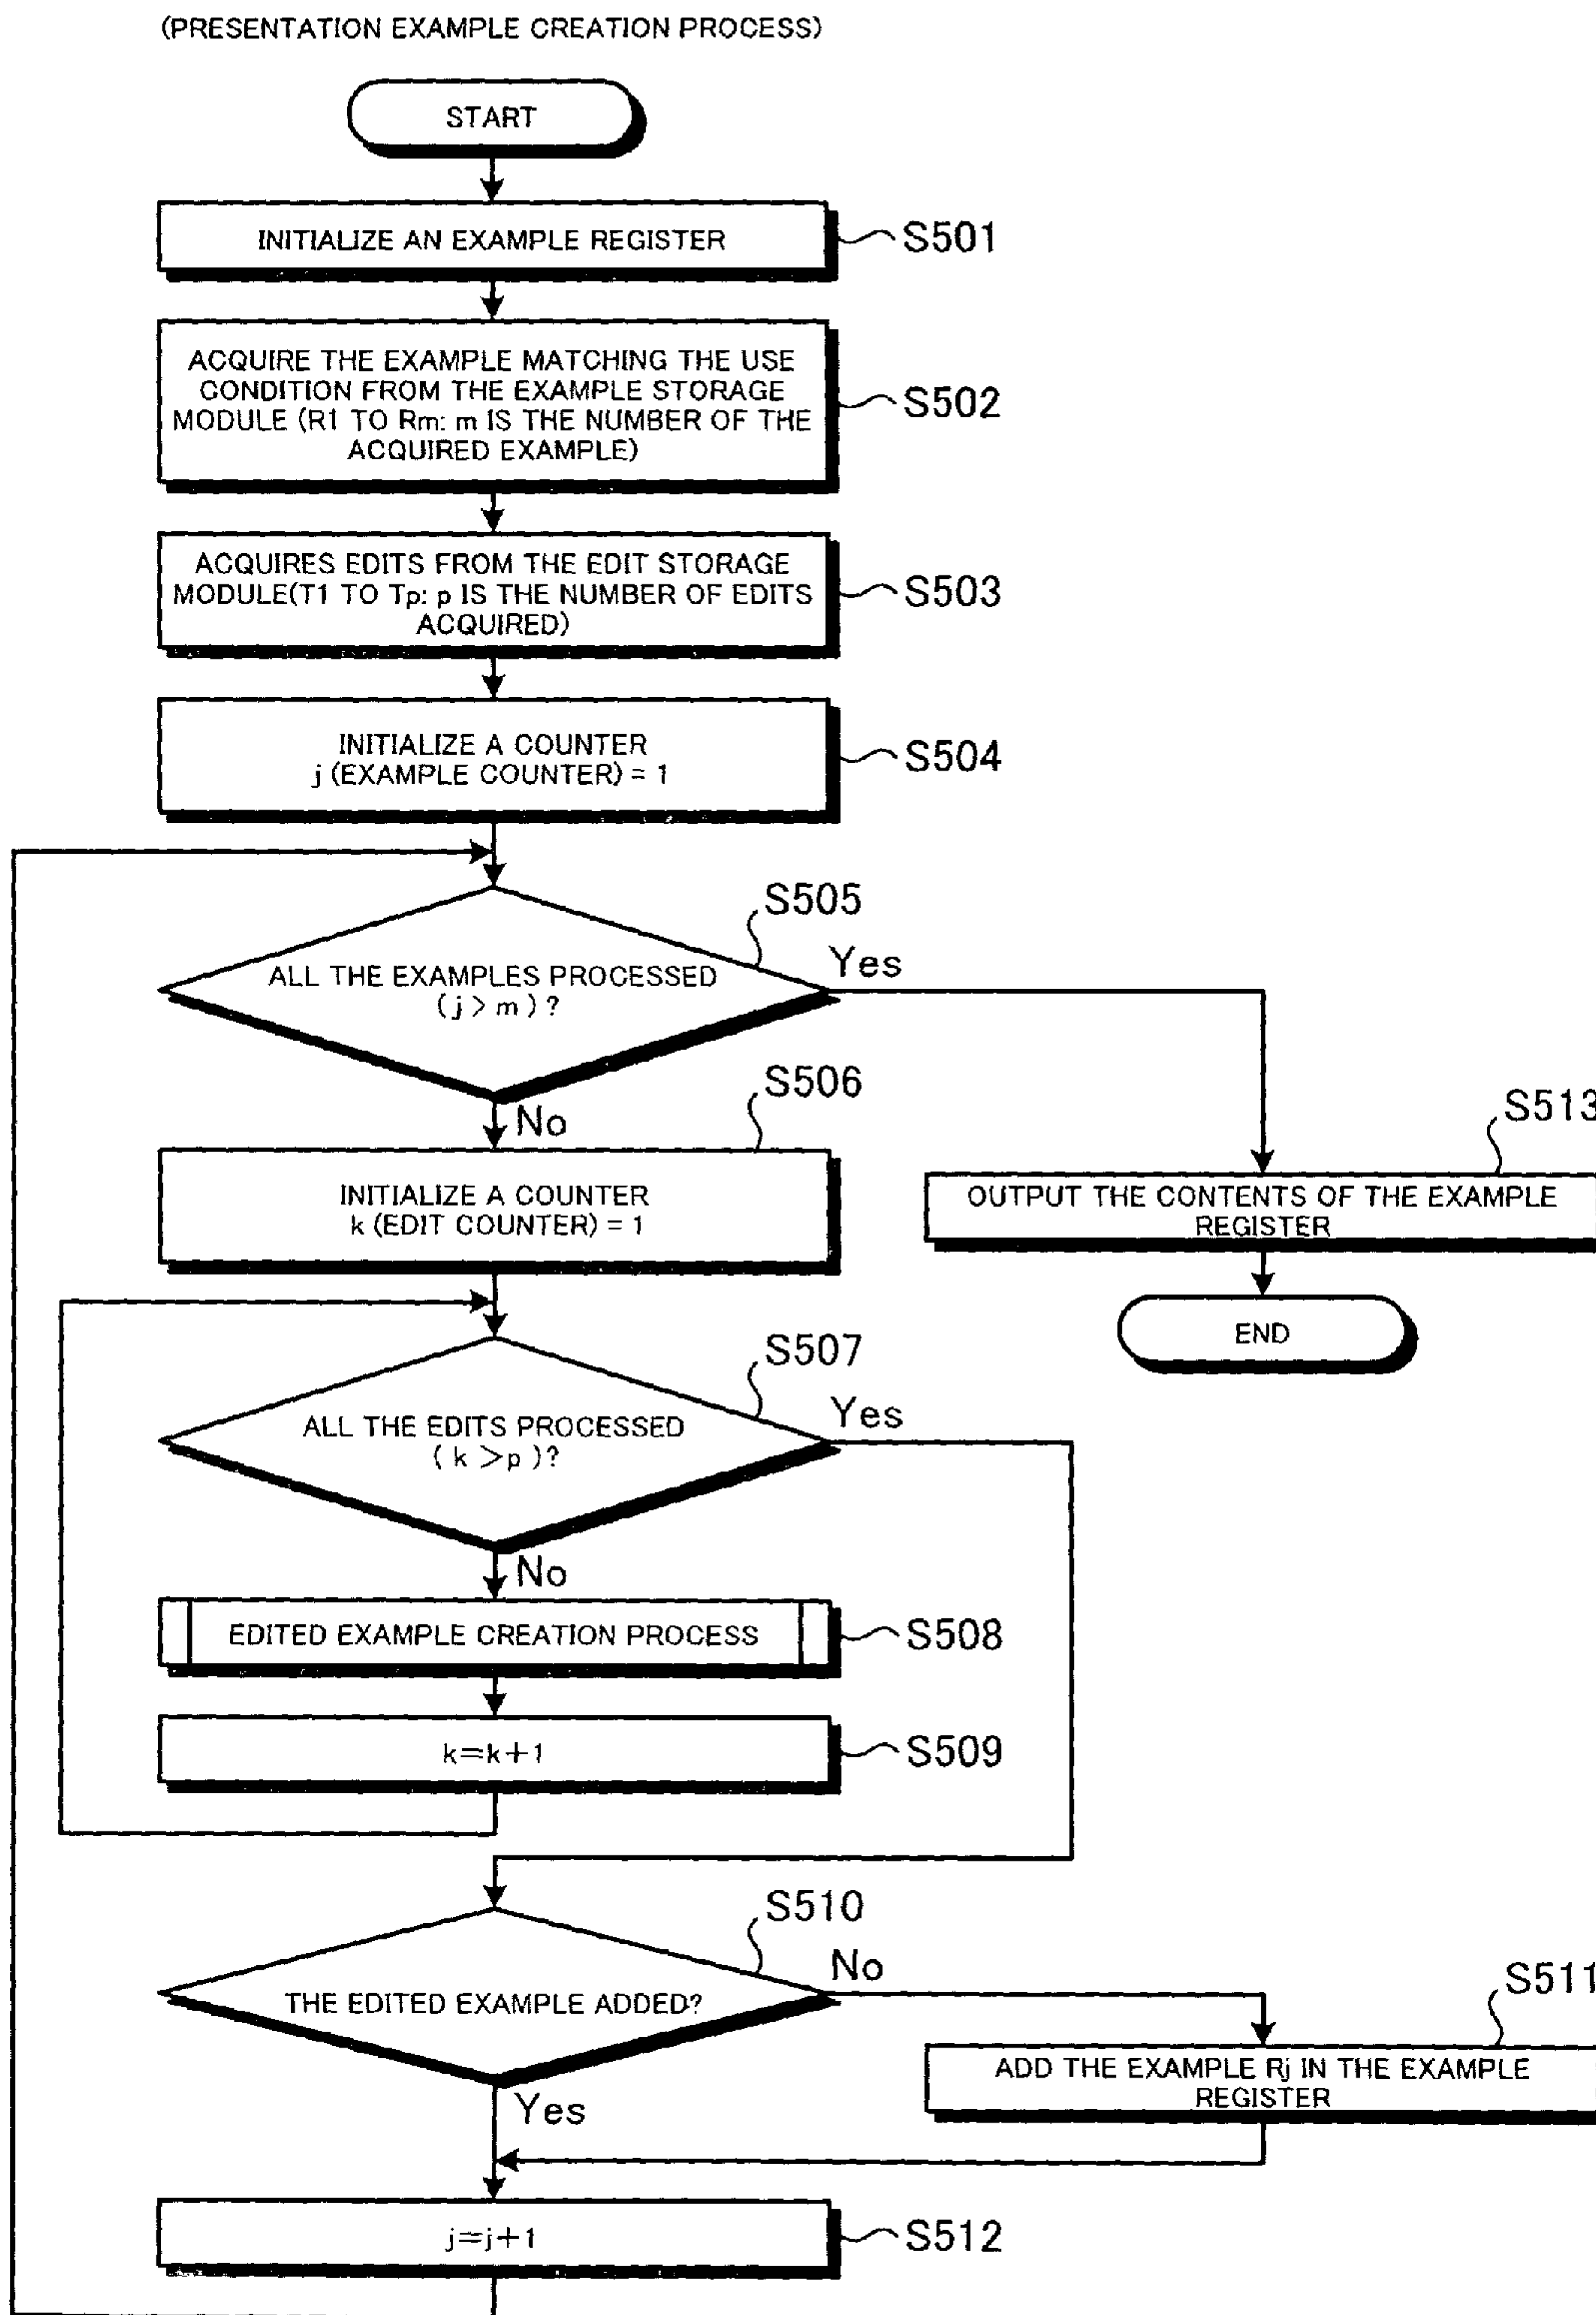 (PRESENTATION EXAMPLE CREATION PROCESS)
START
INITIALIZE AN EXAMPLE REGISTER
S501
ACQUIRE THE EXAMPLE MATCHING THE USE
CONDITION FROM THE EXAMPLE STORAGE
MODULE (R1 TO Rm: m IS THE NUMBER OF THE
ACQUIRED EXAMPLE)
S502
ACQUIRES EDITS FROM THE EDIT STORAGE
MODULE(T1 TO Tp: p IS THE NUMBER OF EDITS
ACQUIRED)
S503
INITIALIZE A COUNTER
j (EXAMPLE COUNTER) = 1
S504
S505
ALL THE EXAMPLES PROCESSED
( j > m ) ?
Yes
No
S506
INITIALIZE A COUNTER
k (EDIT COUNTER) = 1
S513
OUTPUT THE CONTENTS OF THE EXAMPLE
REGISTER
END
S507
ALL THE EDITS PROCESSED
( k >p )?
Yes
No
EDITED EXAMPLE CREATION PROCESS
S508
k=k+1
S509
S510
THE EDITED EXAMPLE ADDED?
No
Yes
S511
ADD THE EXAMPLE Rj IN THE EXAMPLE
REGISTER
j=j+1
S512